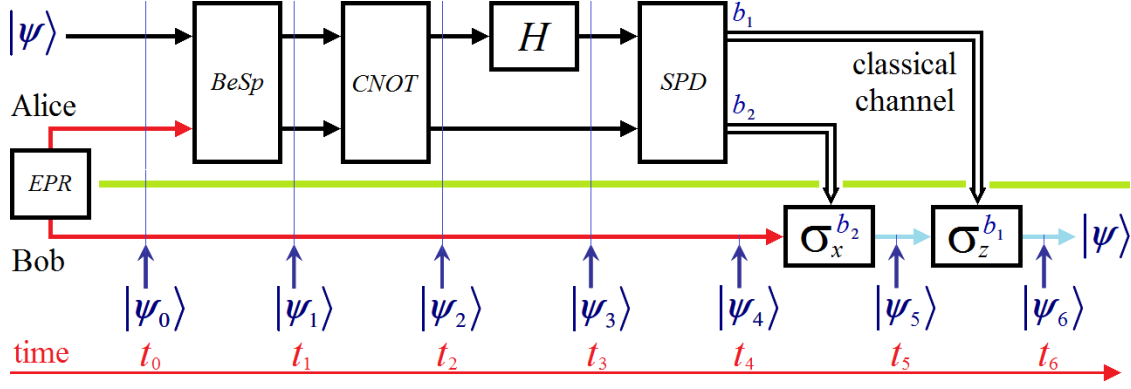 |ψ⟩ BeSp CNOT H SPD b₁
classical
channel
Alice b₂
EPR
Bob σₓᵇ² σ_zᵇ¹ |ψ⟩
|ψ₀⟩ |ψ₁⟩ |ψ₂⟩ |ψ₃⟩ |ψ₄⟩ |ψ₅⟩ |ψ₆⟩
time t₀ t₁ t₂ t₃ t₄ t₅ t₆